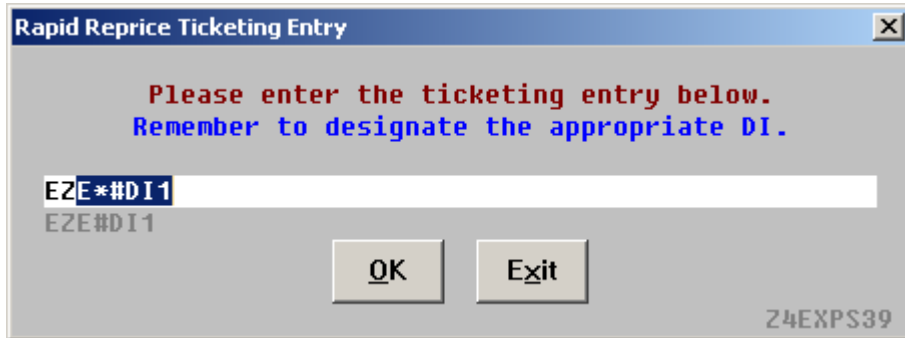 Rapid Reprice Ticketing Entry
Please enter the ticketing entry below.
Remember to designate the appropriate DI.
EZE*#DI1
EZE#DI1
OK Exit
Z4EXPS39